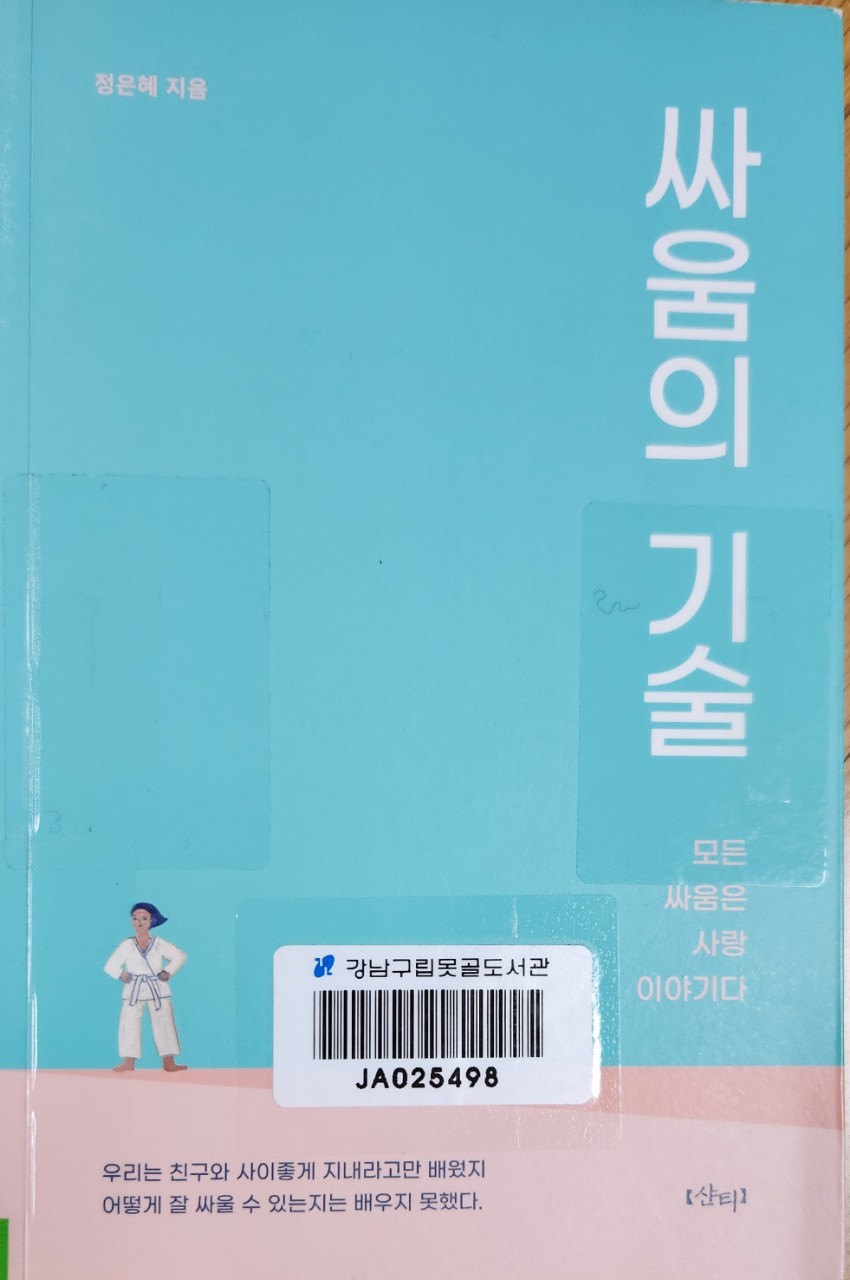 정은혜 지음
싸움의 기술
모든
싸움은
사랑
이야기다
강남구립못골도서관
JA025498
우리는 친구와 사이좋게 지내라고만 배웠지
어떻게 잘 싸울 수 있는지는 배우지 못했다.
【샨티】